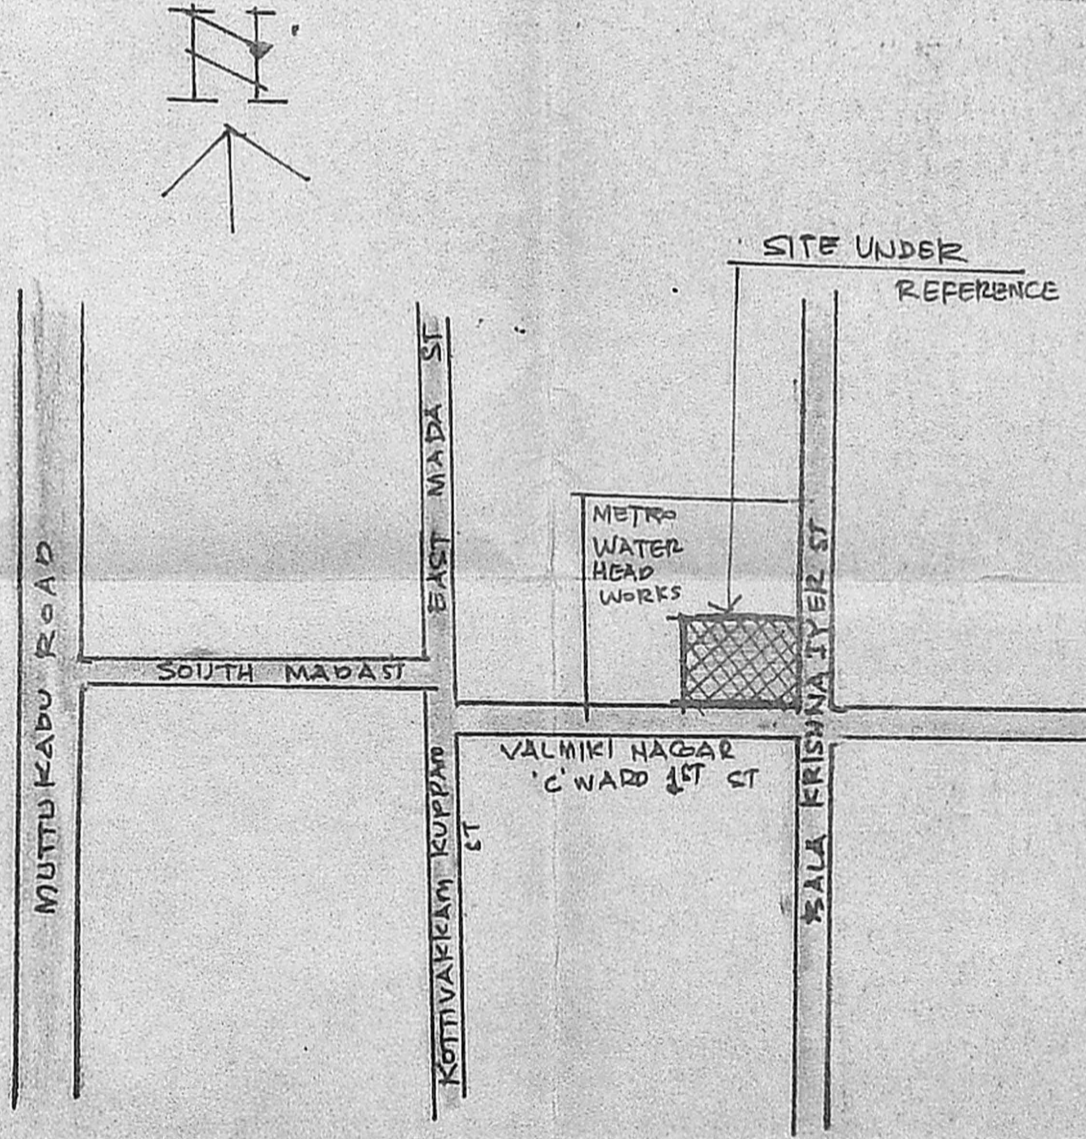 N
SITE UNDER
REFERENCE
EAST MADA ST
METRO
WATER
HEAD
WORKS
MUTTUKADU ROAD
SOUTH MADA ST
BALA KRISHNA IYER ST
VALMIKI NAGAR
'C' WARD 1ST ST
KOTTIVAKKAM KUPPAM
ST